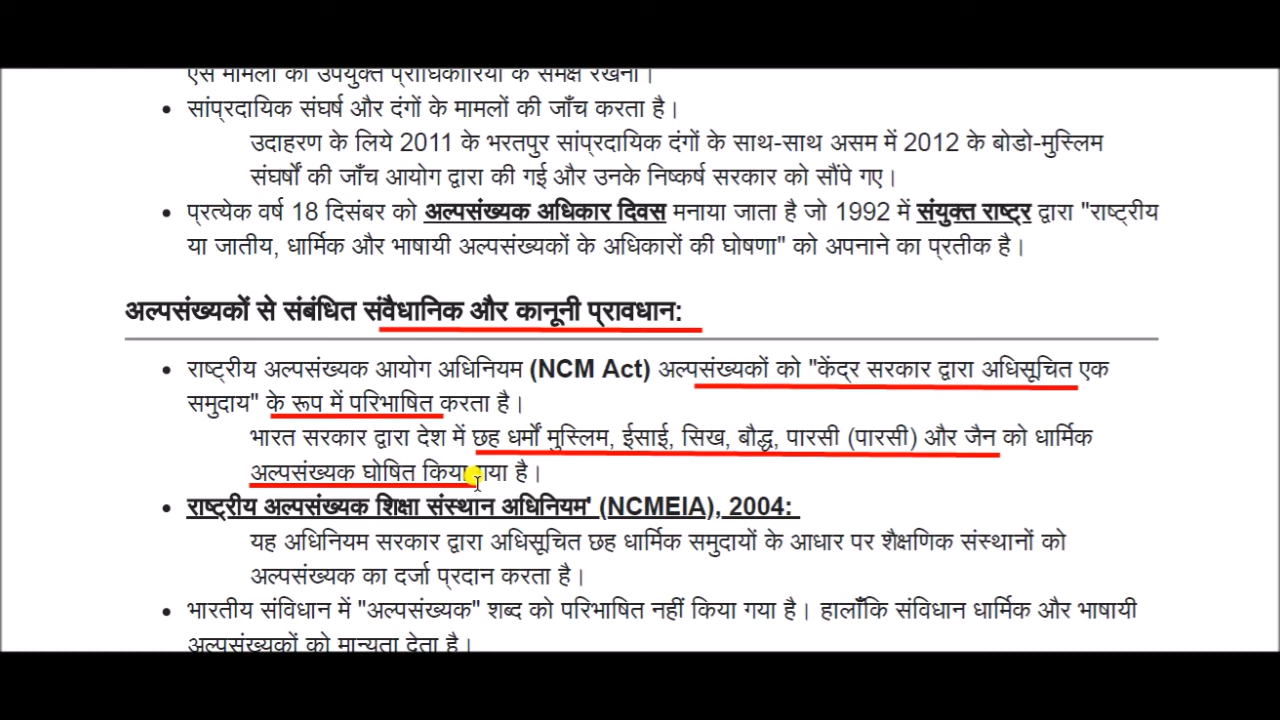 ऐसे मामलों को उपयुक्त प्राधिकारियों के समक्ष रखना।
सांप्रदायिक संघर्ष और दंगों के मामलों की जाँच करता है।
उदाहरण के लिये 2011 के भरतपुर सांप्रदायिक दंगों के साथ-साथ असम में 2012 के बोडो-मुस्लिम
संघर्षों की जाँच आयोग द्वारा की गई और उनके निष्कर्ष सरकार को सौंपे गए।
प्रत्येक वर्ष 18 दिसंबर को अल्पसंख्यक अधिकार दिवस मनाया जाता है जो 1992 में संयुक्त राष्ट्र द्वारा "राष्ट्रीय
या जातीय, धार्मिक और भाषायी अल्पसंख्यकों के अधिकारों की घोषणा" को अपनाने का प्रतीक है।
अल्पसंख्यकों से संबंधित संवैधानिक और कानूनी प्रावधान:
राष्ट्रीय अल्पसंख्यक आयोग अधिनियम (NCM Act) अल्पसंख्यकों को "केंद्र सरकार द्वारा अधिसूचित एक
समुदाय" के रूप में परिभाषित करता है।
भारत सरकार द्वारा देश में छह धर्मों मुस्लिम, ईसाई, सिख, बौद्ध, पारसी (पारसी) और जैन को धार्मिक
अल्पसंख्यक घोषित किया गया है।
राष्ट्रीय अल्पसंख्यक शिक्षा संस्थान अधिनियम' (NCMEIA), 2004:
यह अधिनियम सरकार द्वारा अधिसूचित छह धार्मिक समुदायों के आधार पर शैक्षणिक संस्थानों को
अल्पसंख्यक का दर्जा प्रदान करता है।
भारतीय संविधान में "अल्पसंख्यक" शब्द को परिभाषित नहीं किया गया है। हालाँकि संविधान धार्मिक और भाषायी
अल्पसंख्यकों को मान्यता देता है।